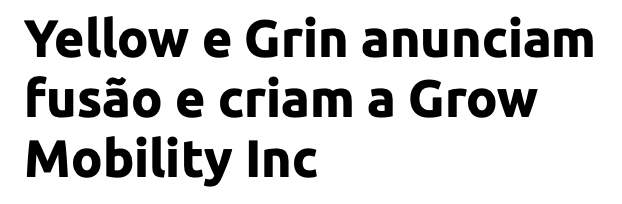 Yellow e Grin anunciam
fusão e criam a Grow
Mobility Inc